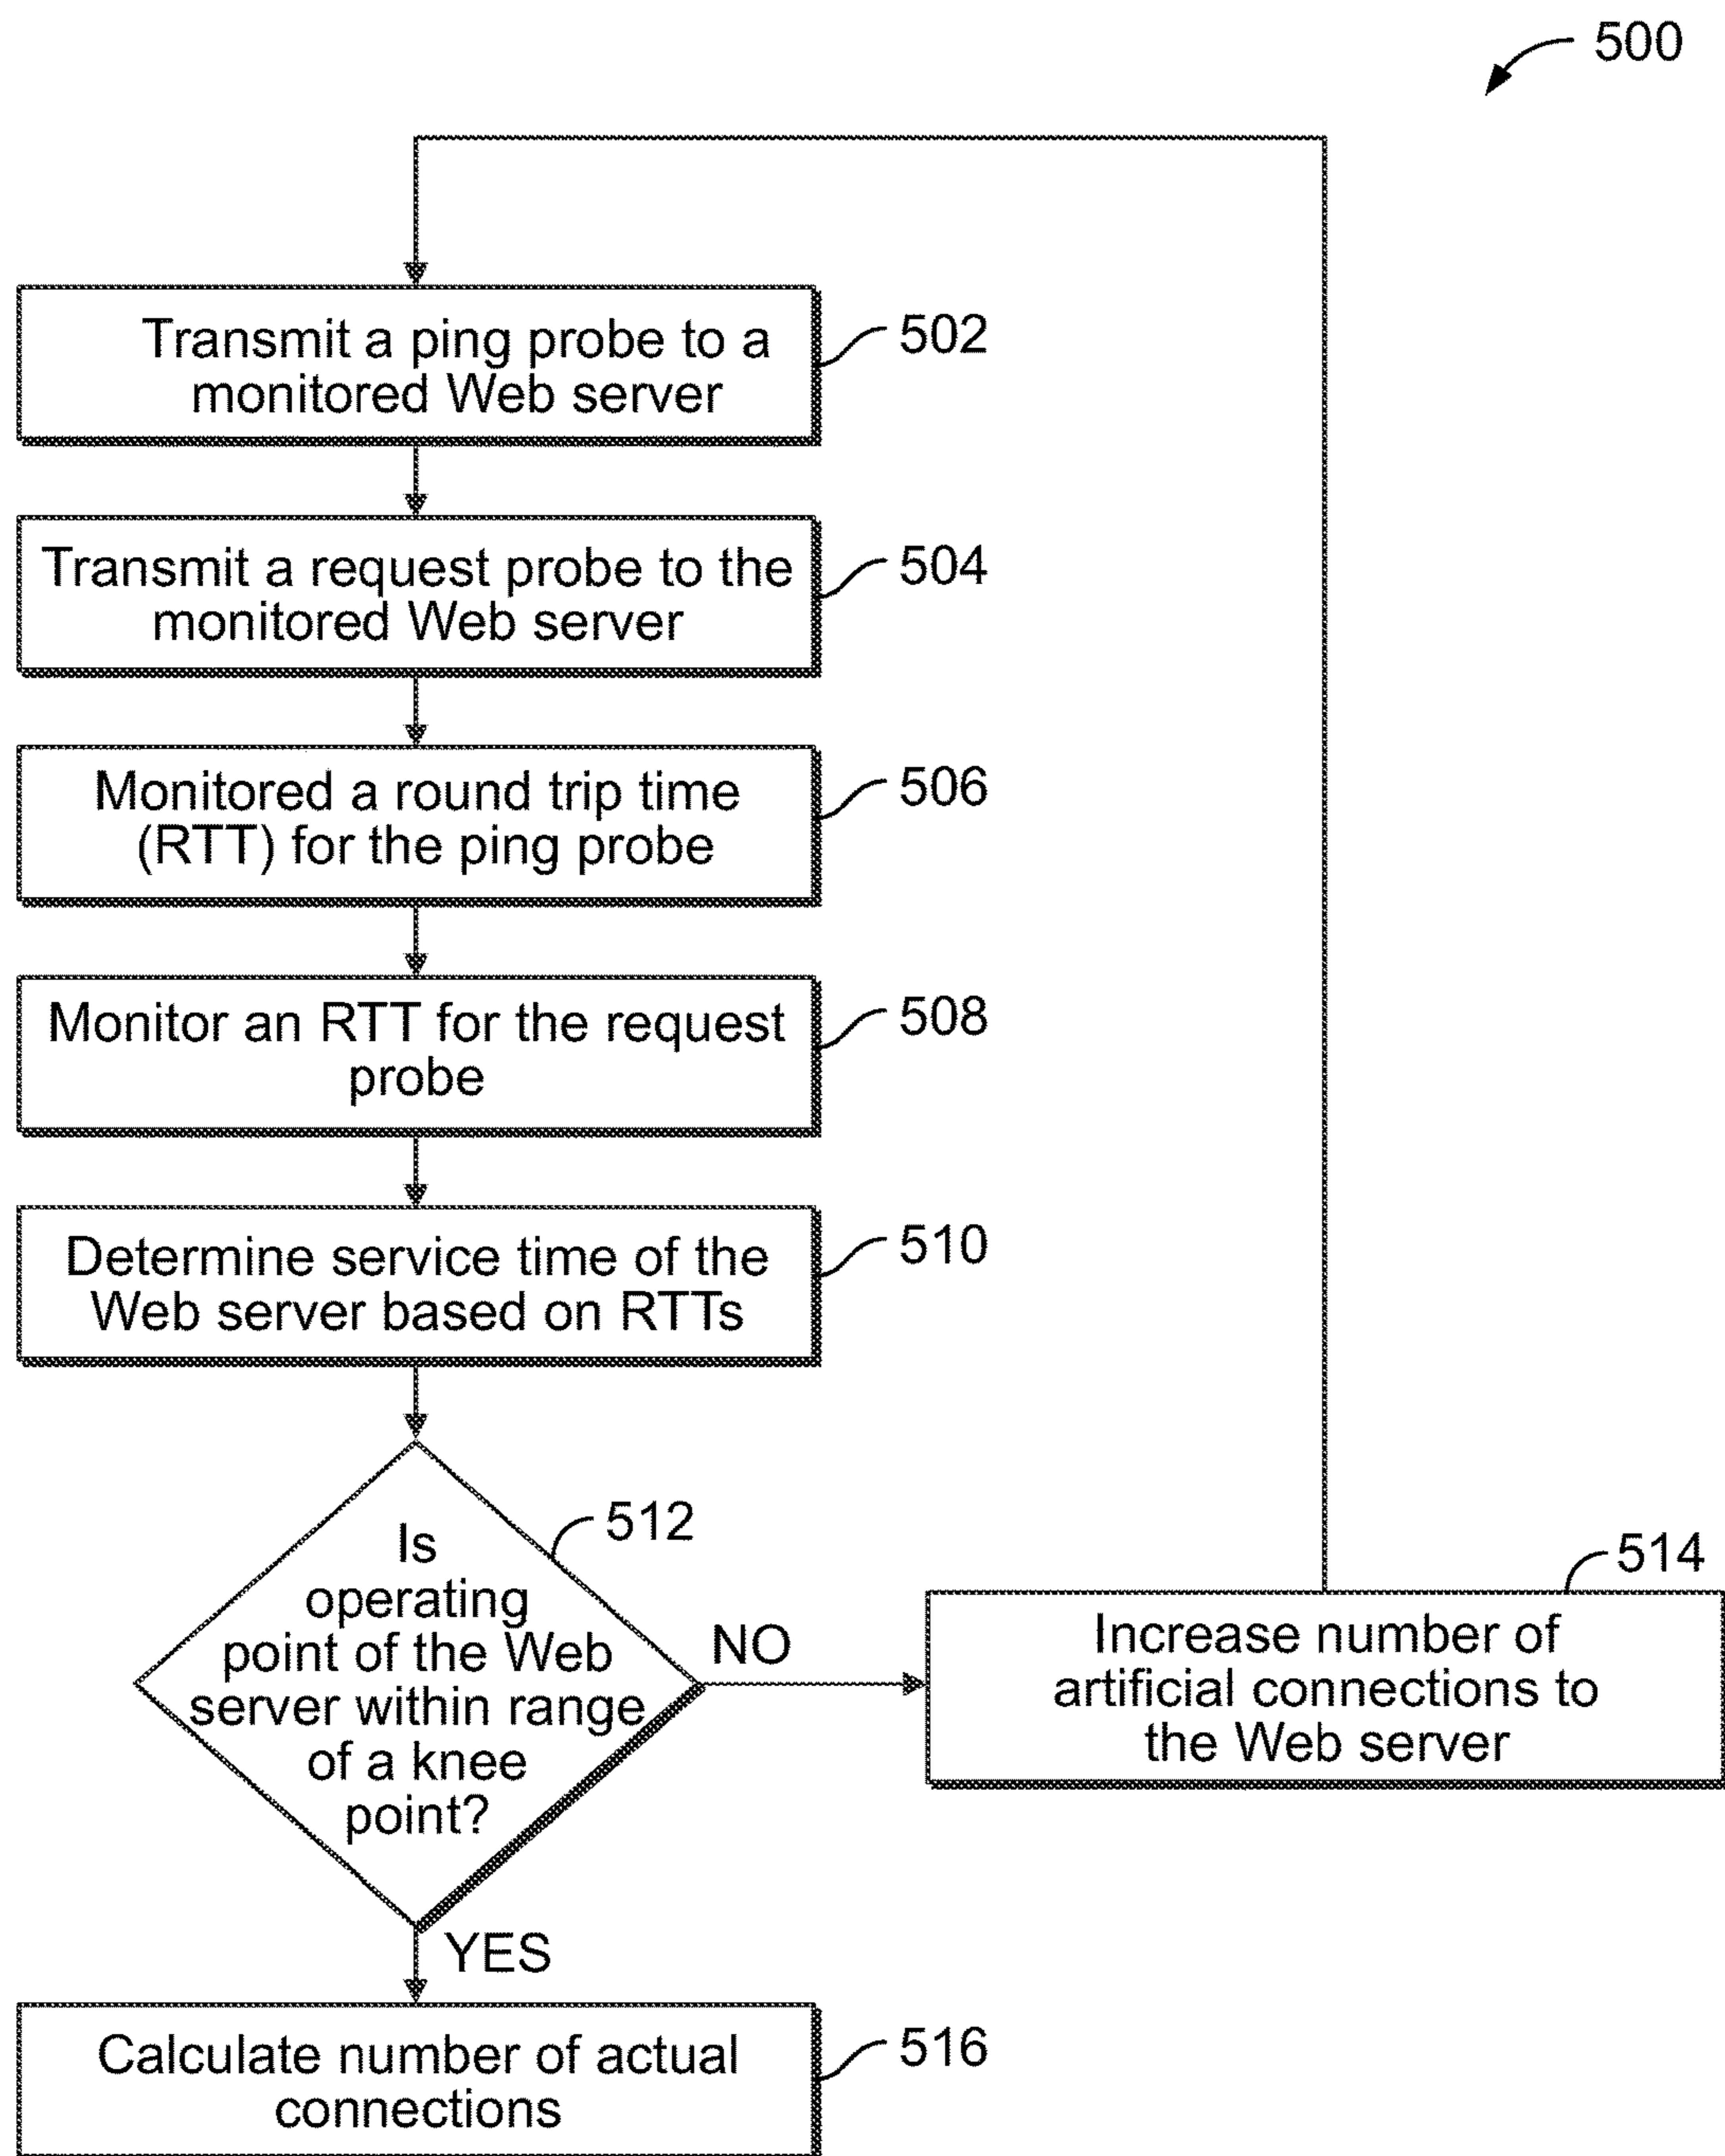 500
Transmit a ping probe to a
monitored Web server
502
Transmit a request probe to the
monitored Web server
504
Monitored a round trip time
(RTT) for the ping probe
506
Monitor an RTT for the request
probe
508
Determine service time of the
Web server based on RTTs
510
Is
operating
point of the Web
server within range
of a knee
point?
512
NO
514
Increase number of
artificial connections to
the Web server
YES
Calculate number of actual
connections
516